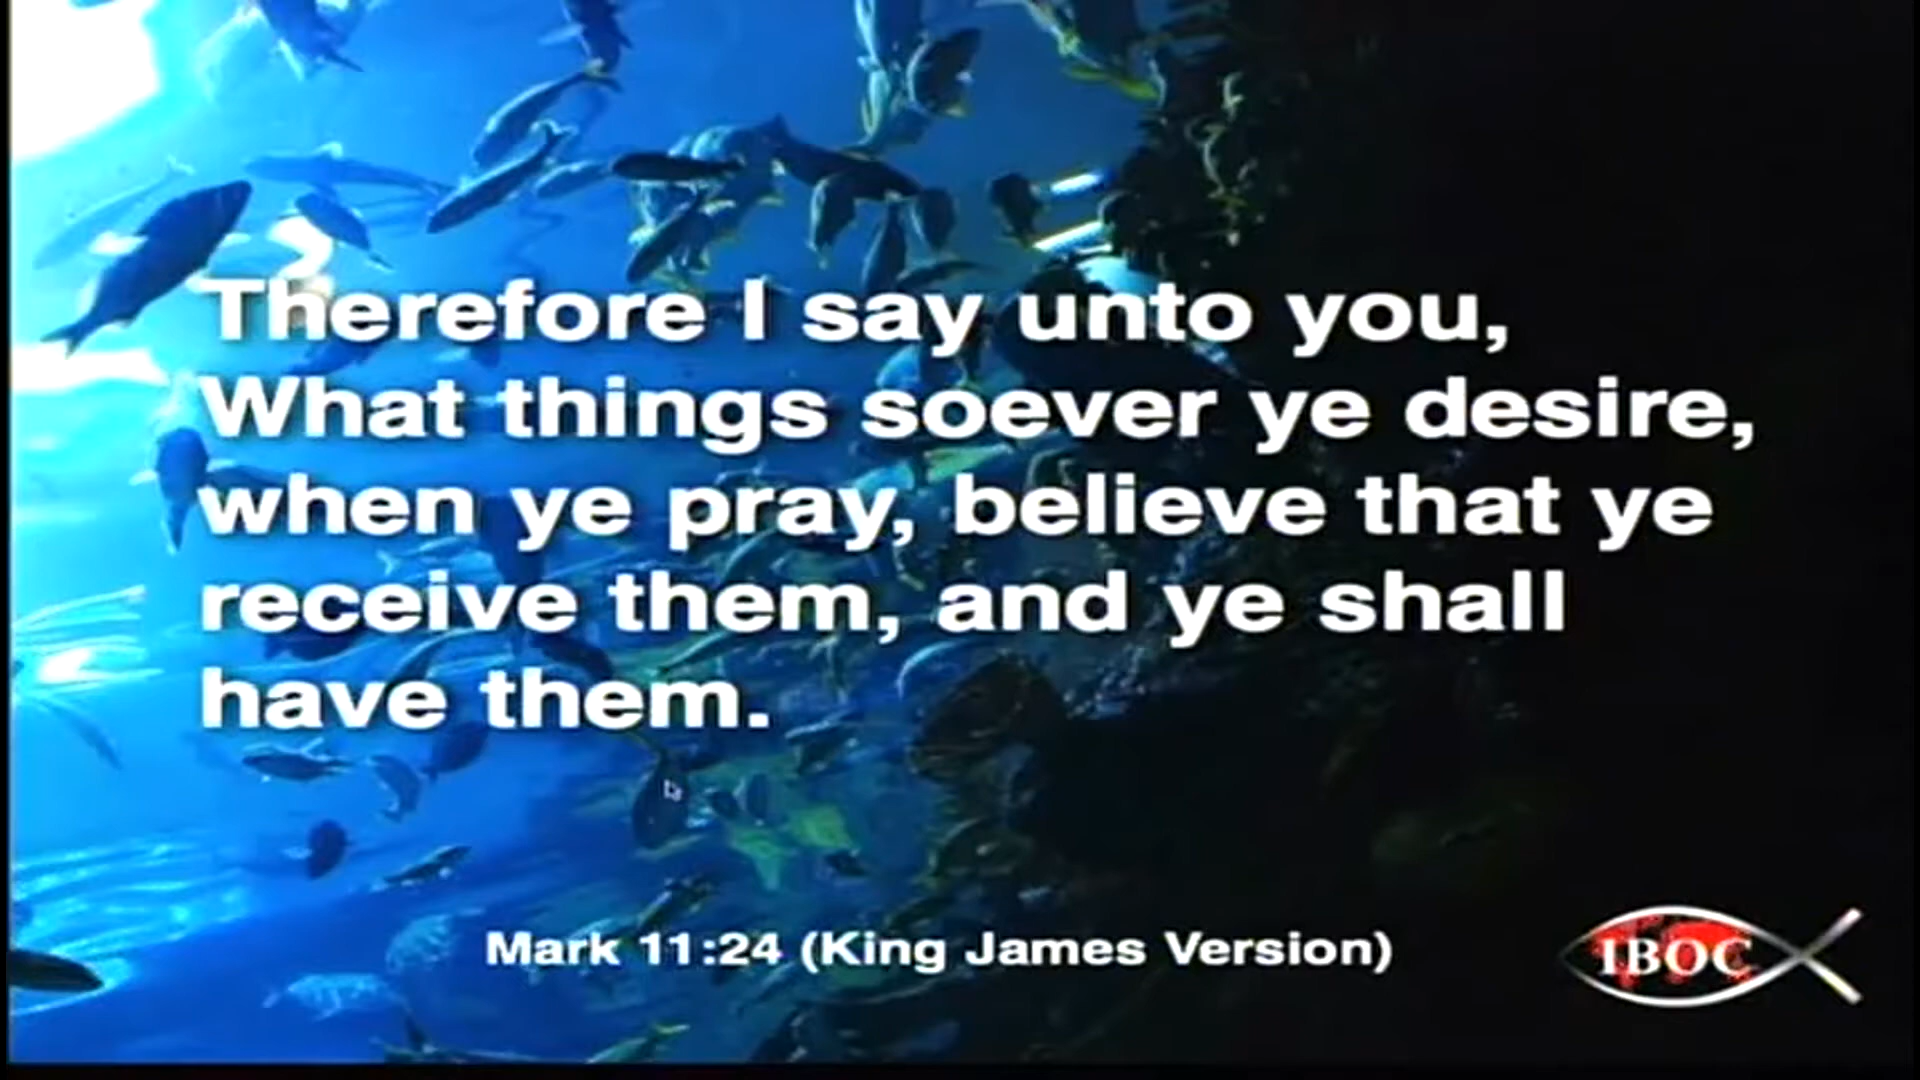 Therefore I say unto you,
What things soever ye desire,
when ye pray, believe that ye
receive them, and ye shall
have them.
Mark 11:24 (King James Version)
IBOC